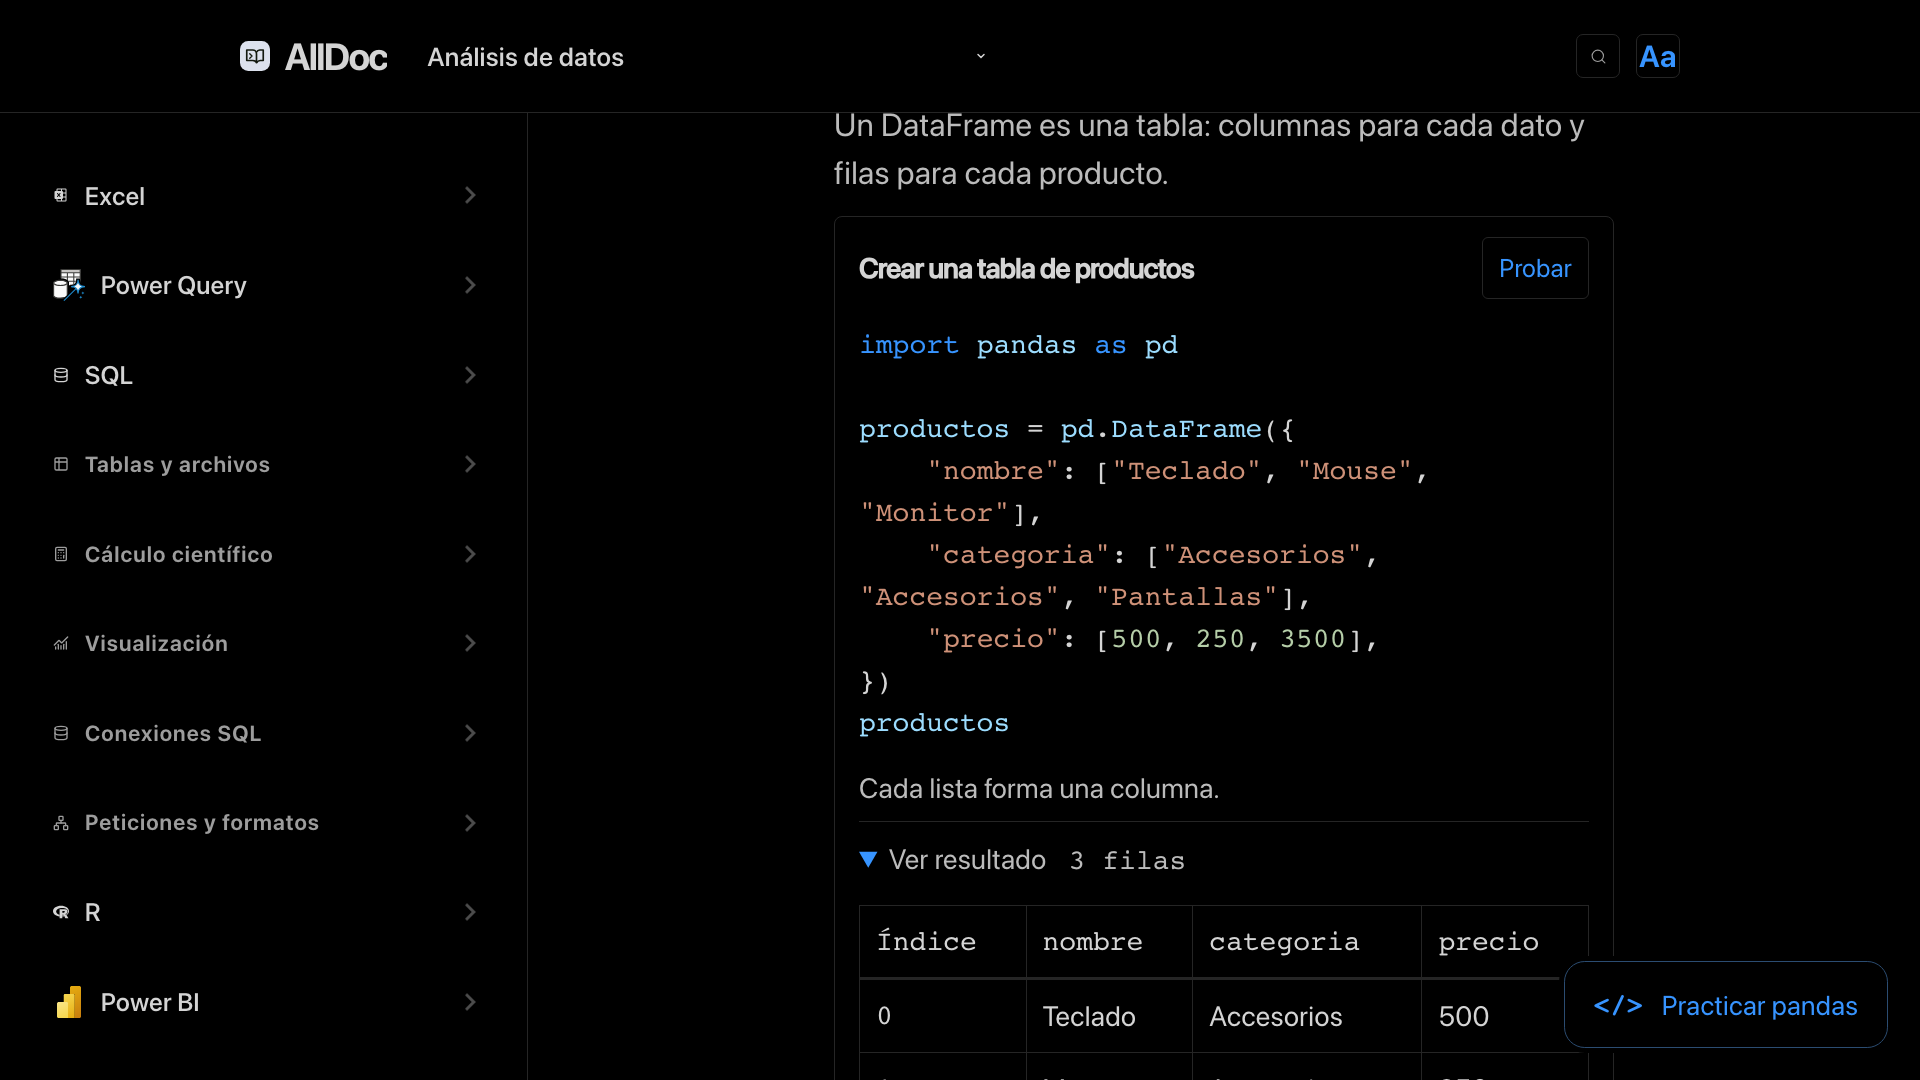 AllDoc
Análisis de datos
Aa
Excel
Power Query
SQL
Tablas y archivos
Cálculo científico
Visualización
Conexiones SQL
Peticiones y formatos
R
Power BI
Un DataFrame es una tabla: columnas para cada dato y
filas para cada producto.
Crear una tabla de productos
Probar
import pandas as pd
productos = pd.DataFrame({
    "nombre": ["Teclado", "Mouse",
"Monitor"],
    "categoria": ["Accesorios",
"Accesorios", "Pantallas"],
    "precio": [500, 250, 3500],
})
productos
Cada lista forma una columna.
Ver resultado 3 filas
Índice nombre categoria precio
0 Teclado Accesorios 500
</> Practicar pandas